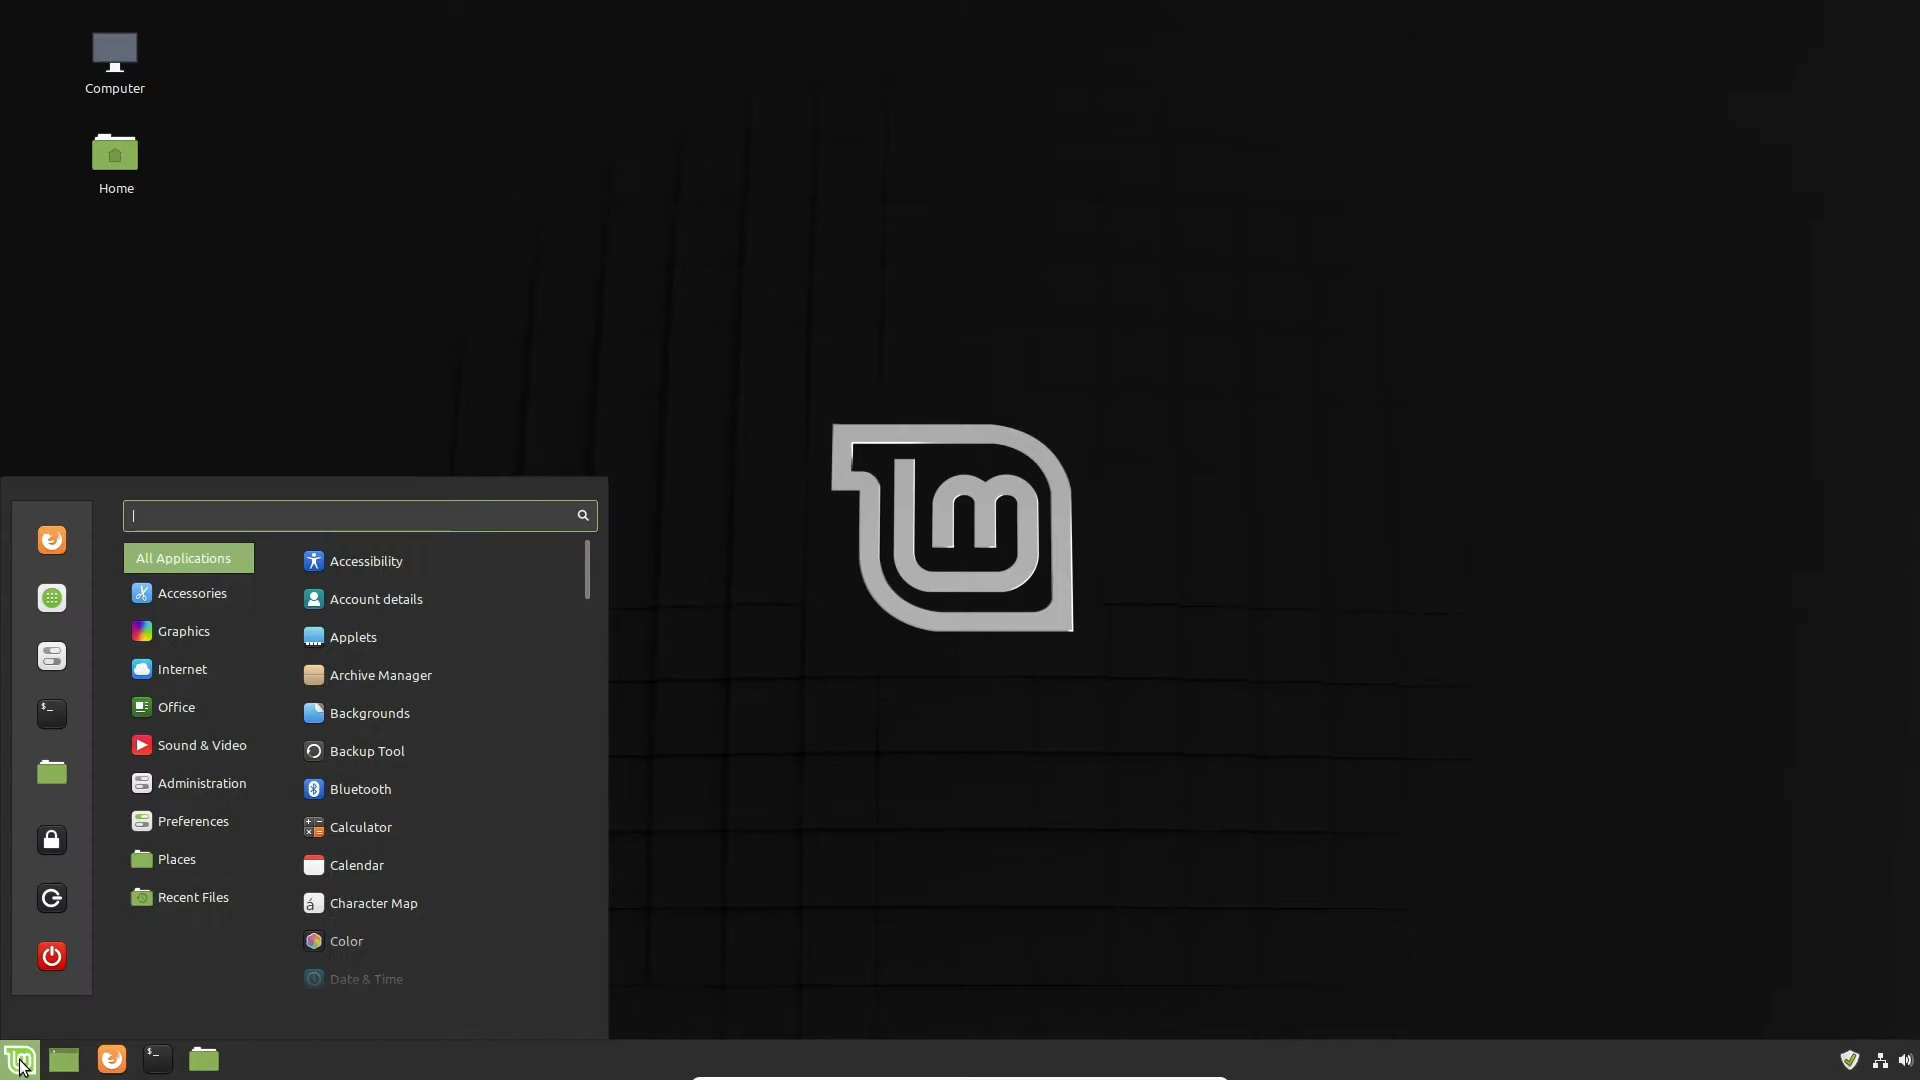 Computer
Home
All Applications
Accessories
Graphics
Internet
Office
Sound & Video
Administration
Preferences
Places
Recent Files
Accessibility
Account details
Applets
Archive Manager
Backgrounds
Backup Tool
Bluetooth
Calculator
Calendar
Character Map
Color
Date & Time